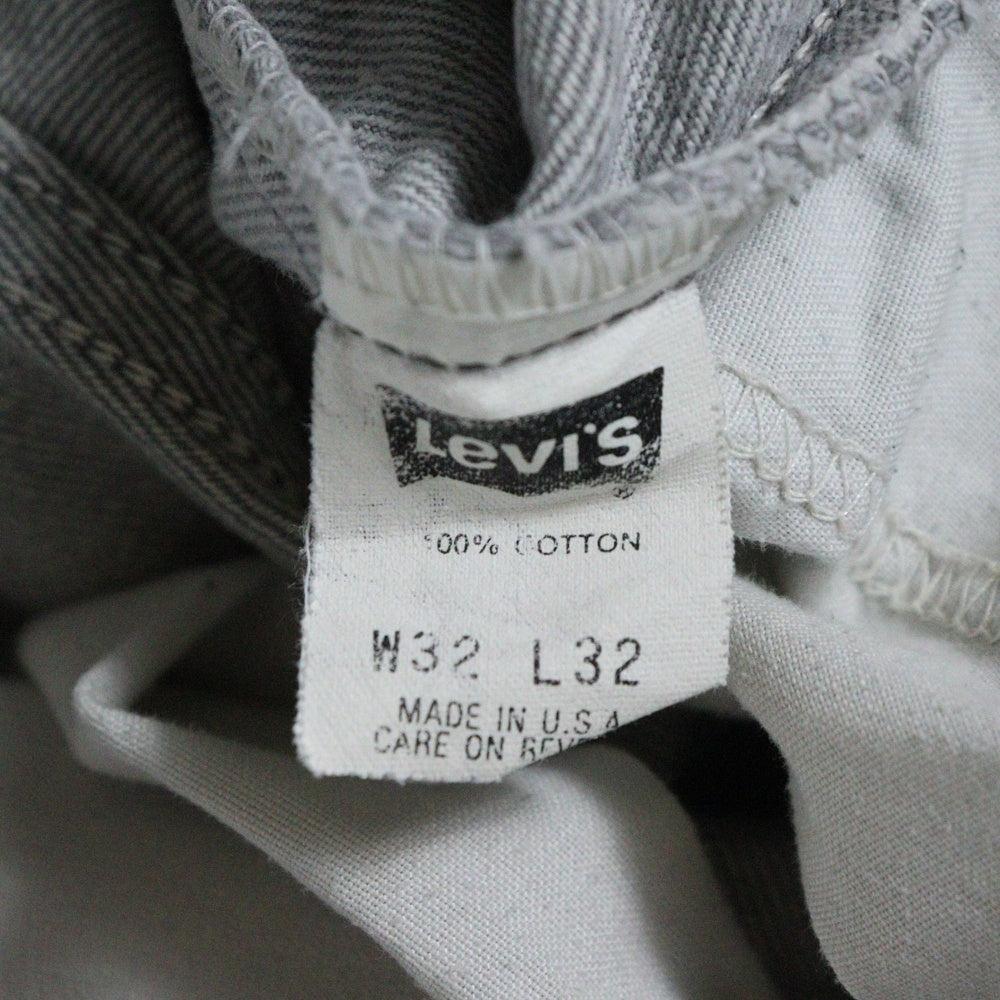 Levi's
®
100% COTTON
W32 L32
MADE IN U.S.A
CARE ON